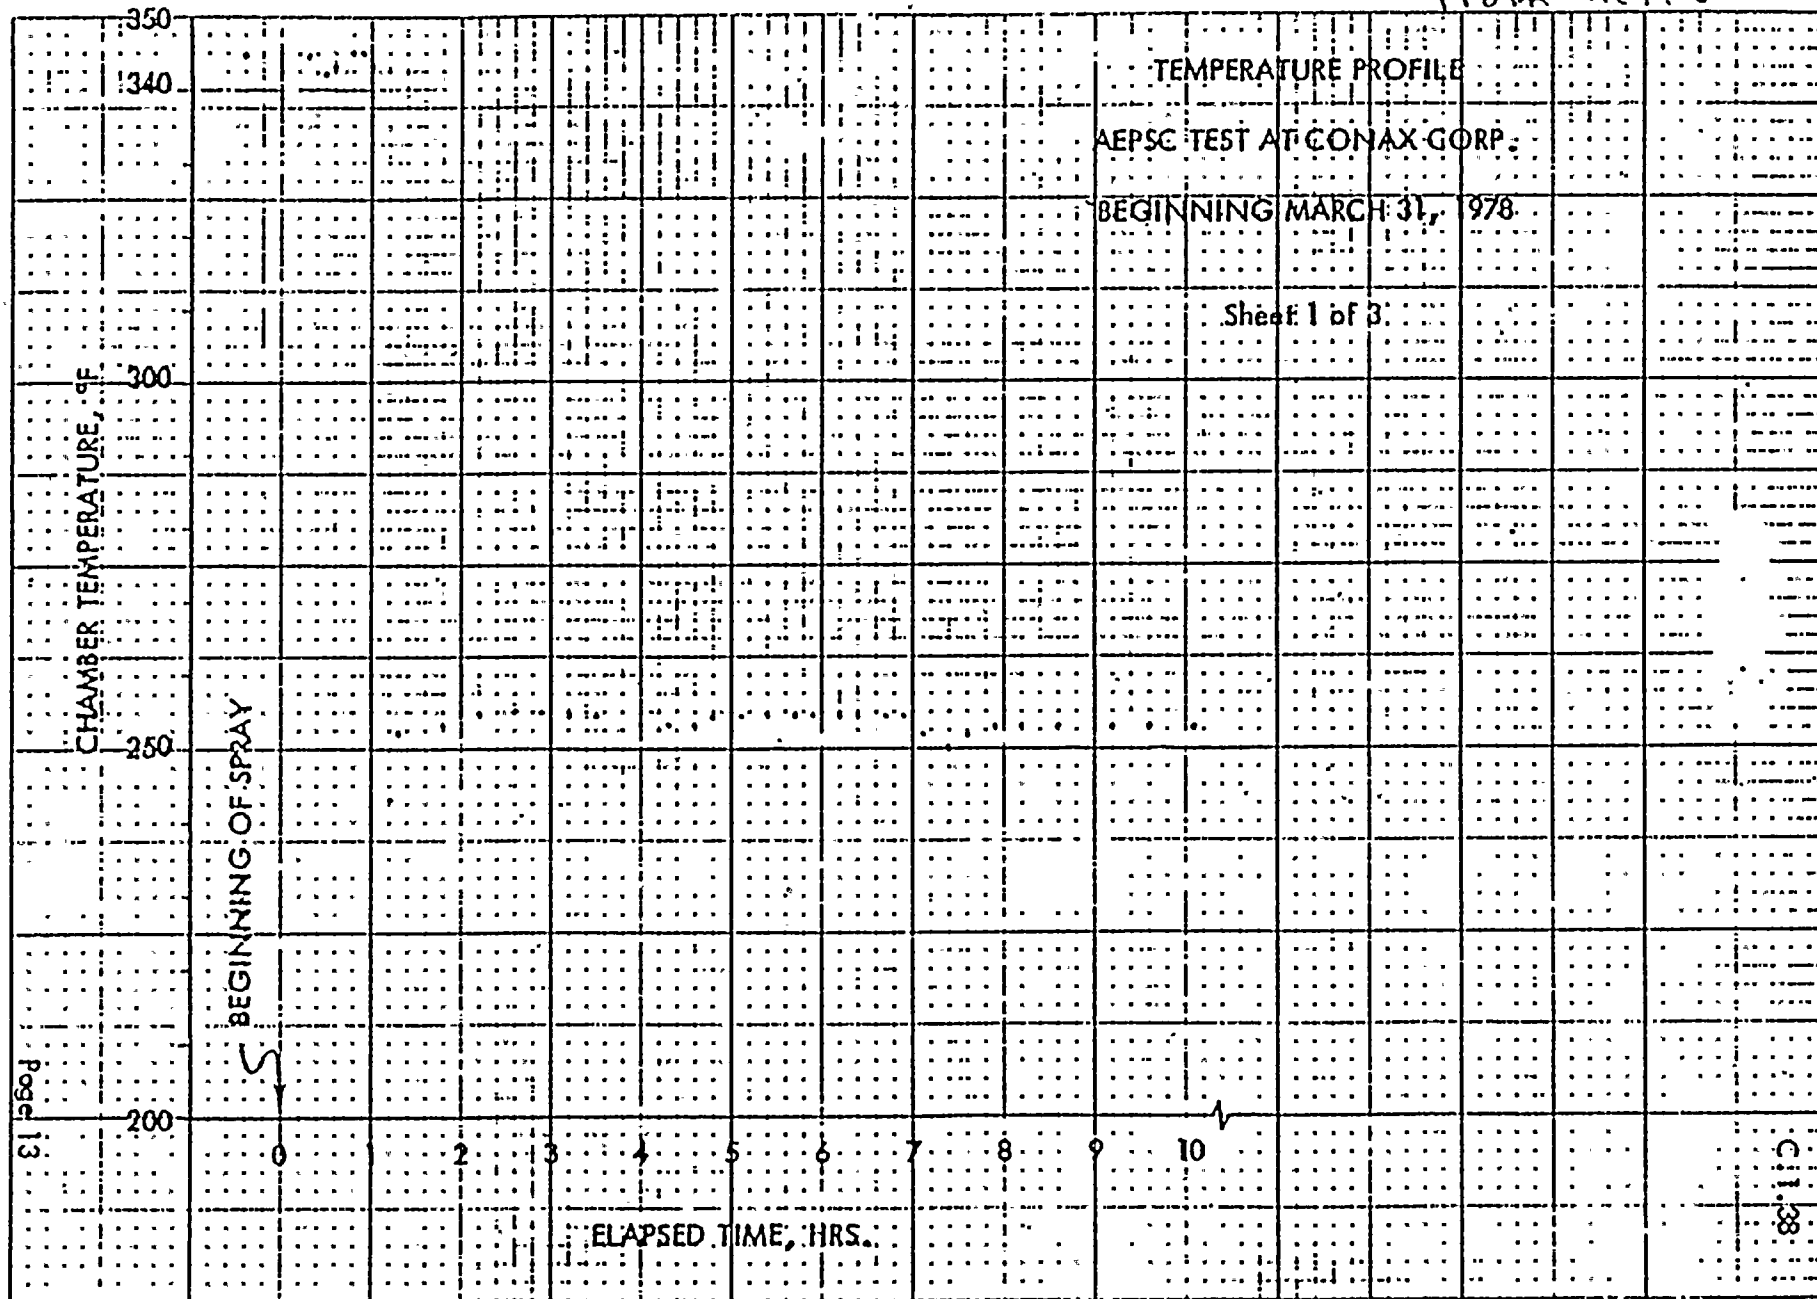 TEMPERATURE PROFILE
AEPSC TEST AT CONAX CORP.
BEGINNING MARCH 31, 1978
Sheet 1 of 3
CHAMBER TEMPERATURE, °F
350
340
300
250
200
BEGINNING OF SPRAY
0 1 2 3 4 5 6 7 8 9 10
ELAPSED TIME, HRS.
Page 13